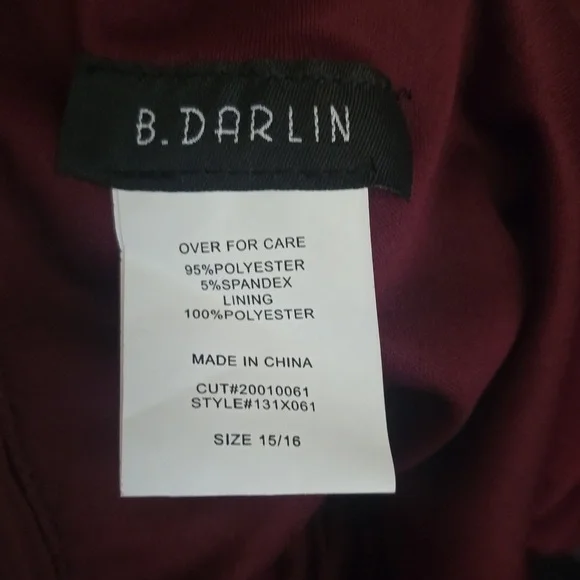 B.DARLIN
OVER FOR CARE
95%POLYESTER
5%SPANDEX
LINING
100%POLYESTER
MADE IN CHINA
CUT#20010061
STYLE#131X061
SIZE 15/16